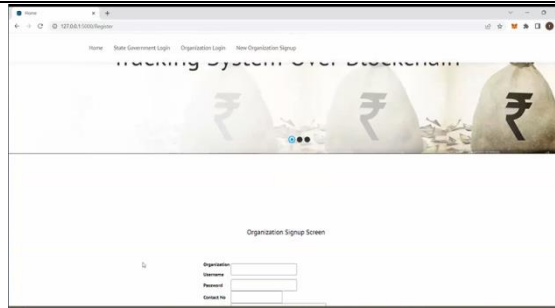 Home
127.0.0.1:5000/Register
Home State Government Login Organization Login New Organization Signup
Tracking System Over Blockchain
₹ ₹ ₹
Organization Signup Screen
Organization
Username
Password
Contact No